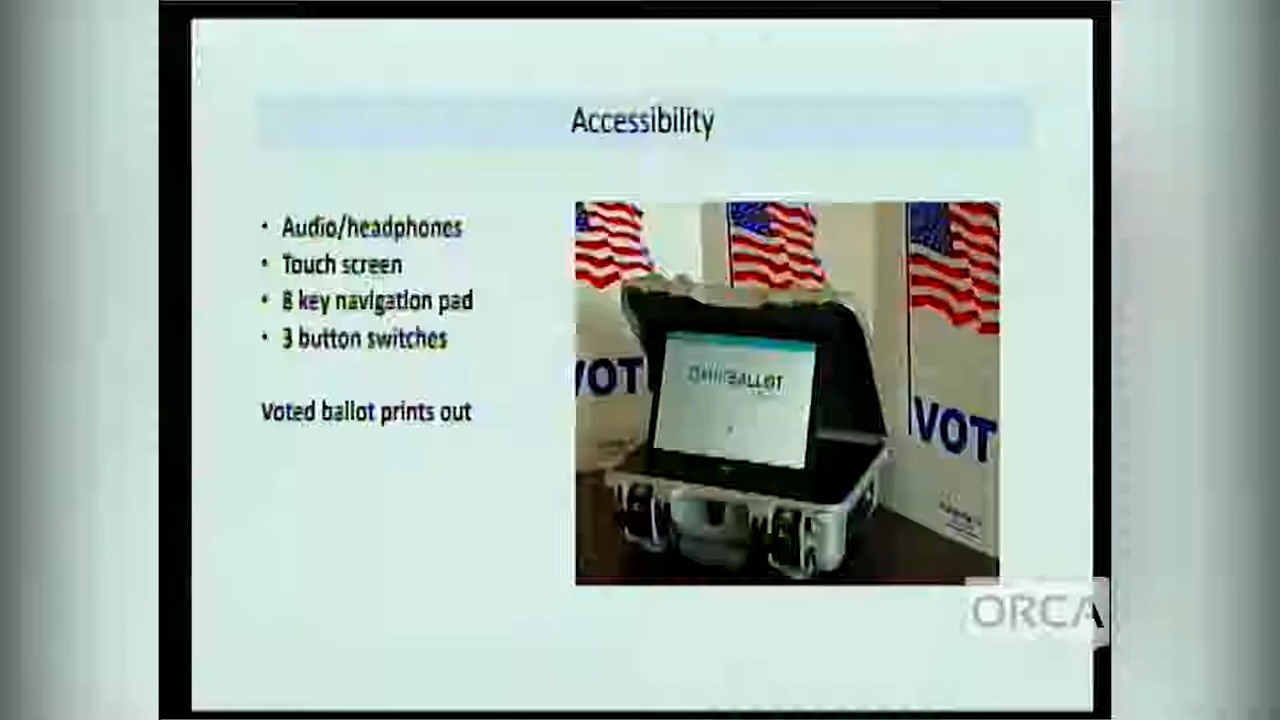 Accessibility
• Audio/headphones
• Touch screen
• 8 key navigation pad
• 3 button switches
Voted ballot prints out
OMNIBALLOT
VOT
VOT
ORCA